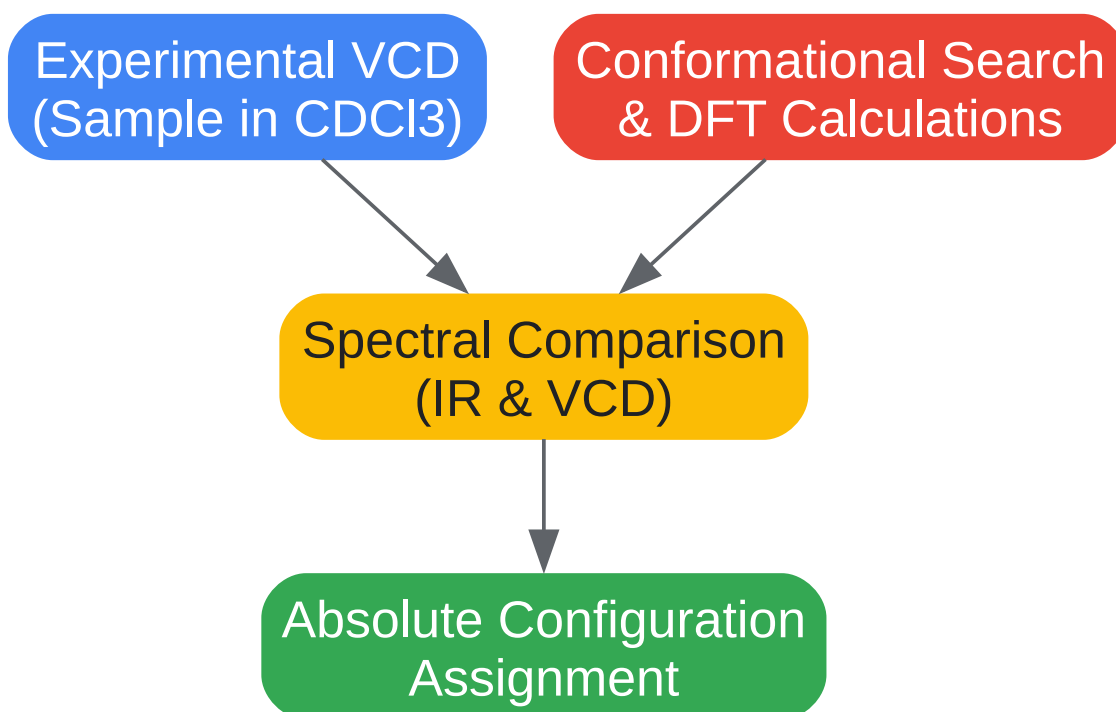 Experimental VCD
(Sample in CDCl3)
Conformational Search
& DFT Calculations
Spectral Comparison
(IR & VCD)
Absolute Configuration
Assignment